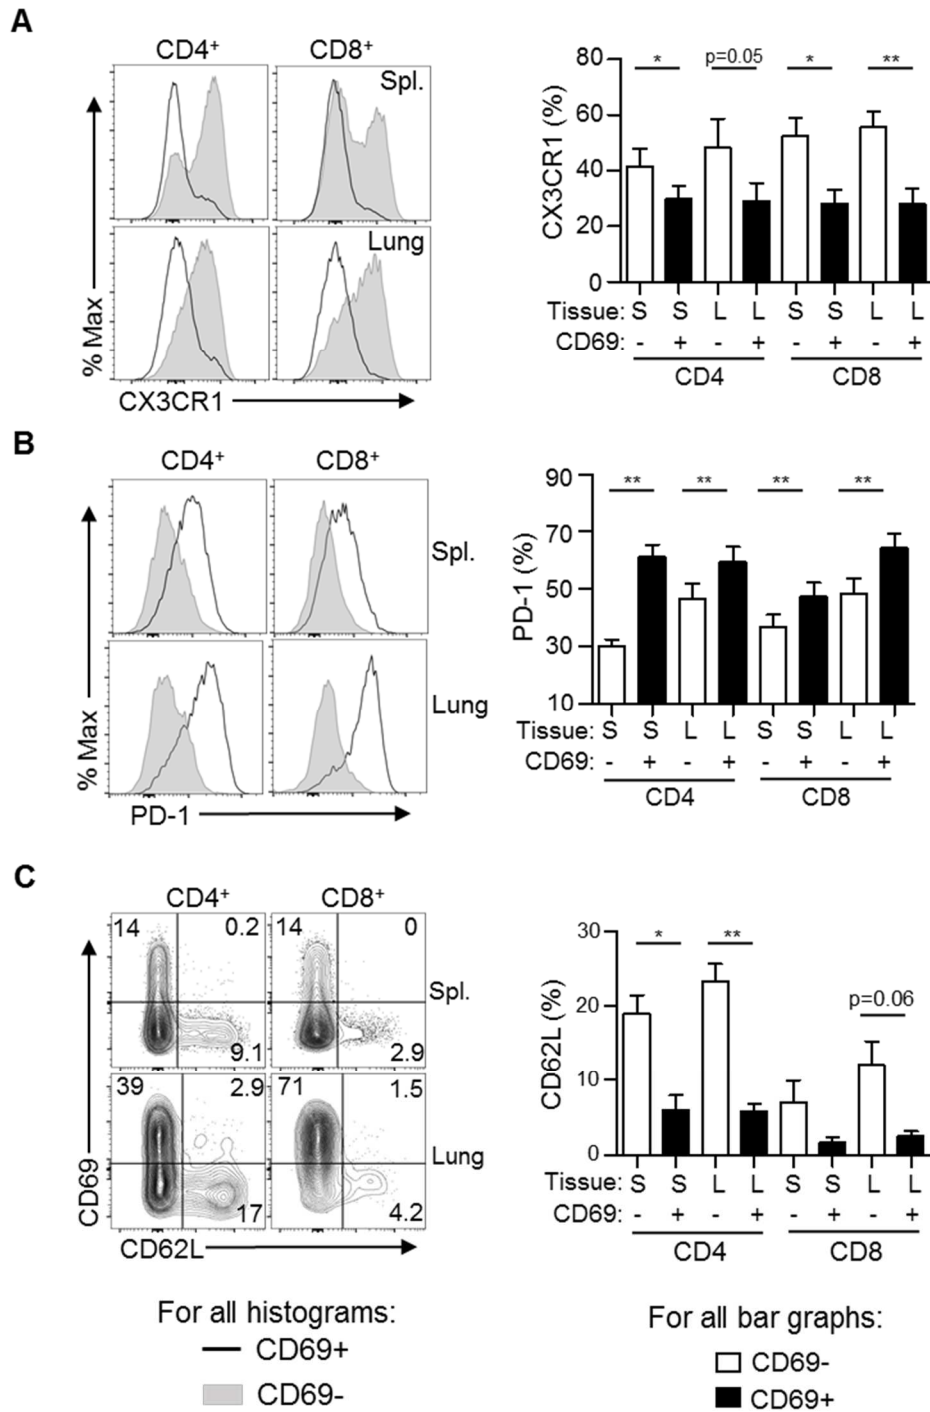 A
CD4+ CD8+
Spl.
Lung
% Max
CX3CR1
CX3CR1 (%)
80
60
40
20
0
* p=0.05 * **
Tissue: S S L L S S L L
CD69: - + - + - + - +
CD4 CD8
B
CD4+ CD8+
Spl.
Lung
% Max
PD-1
PD-1 (%)
90
70
50
30
10
** ** ** **
Tissue: S S L L S S L L
CD69: - + - + - + - +
CD4 CD8
C
CD4+ CD8+
14 0.2 14 0
Spl.
9.1 2.9
39 2.9 71 1.5
Lung
17 4.2
CD69
CD62L
CD62L (%)
30
20
10
0
* ** p=0.06
Tissue: S S L L S S L L
CD69: - + - + - + - +
CD4 CD8
For all histograms:
CD69+
CD69-
For all bar graphs:
CD69-
CD69+